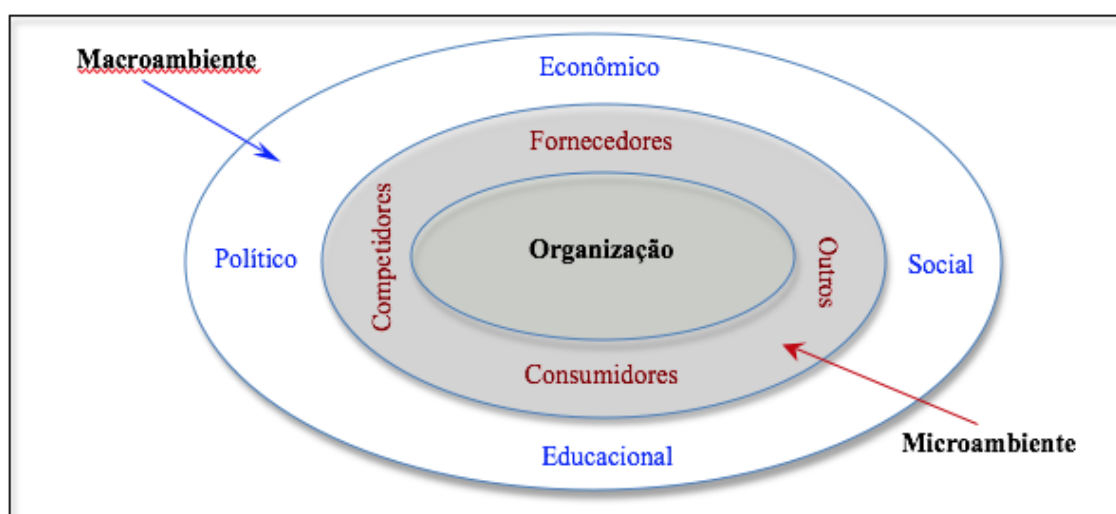 Macroambiente
Econômico
Fornecedores
Competidores
Organização
Outros
Político
Social
Consumidores
Microambiente
Educacional